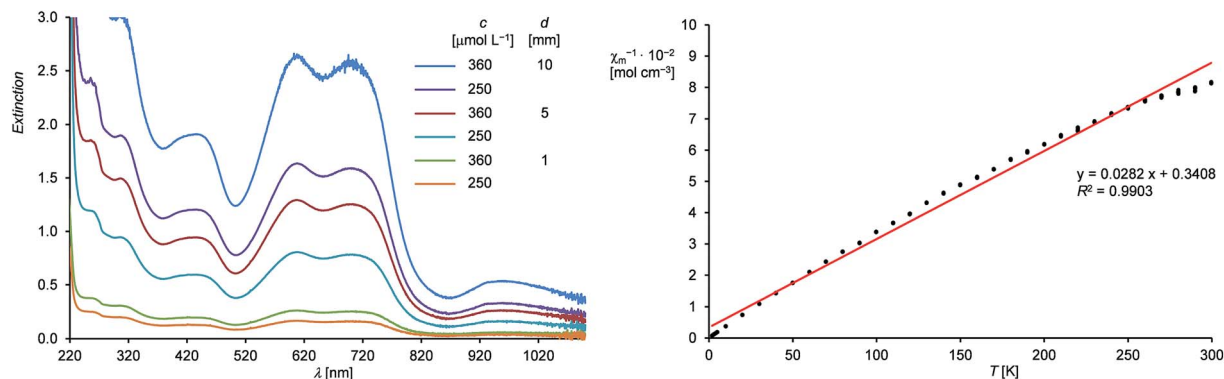 3.0
2.5
2.0
1.5
1.0
0.5
0.0
Extinction
220 320 420 520 620 720 820 920 1020
λ [nm]
c d
[μmol L⁻¹] [mm]
360 10
250
360 5
250
360 1
250
χₘ⁻¹ · 10⁻²
[mol cm⁻³]
10
9
8
7
6
5
4
3
2
1
0
y = 0.0282 x + 0.3408
R² = 0.9903
0 50 100 150 200 250 300
T [K]